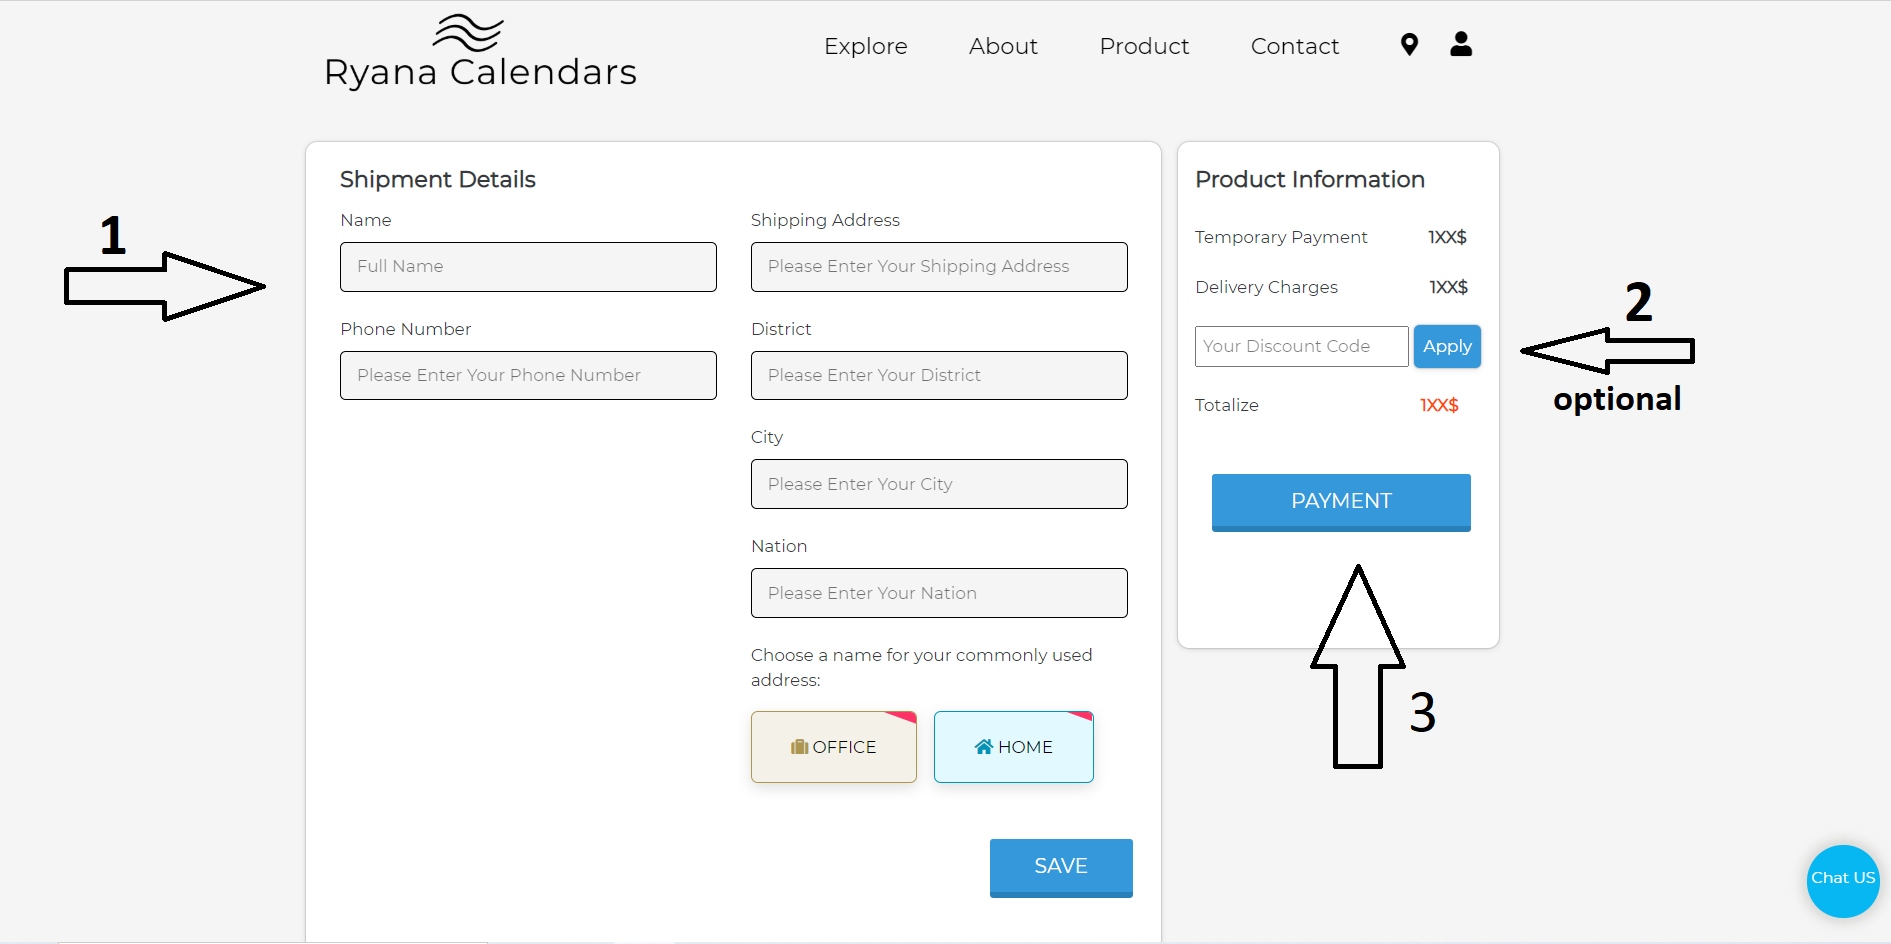 Ryana Calendars
Explore
About
Product
Contact
Shipment Details
Name
Full Name
Phone Number
Please Enter Your Phone Number
Shipping Address
Please Enter Your Shipping Address
District
Please Enter Your District
City
Please Enter Your City
Nation
Please Enter Your Nation
Choose a name for your commonly used
address:
OFFICE
HOME
SAVE
Product Information
Temporary Payment 1XX$
Delivery Charges 1XX$
Your Discount Code
Apply
Totalize 1XX$
PAYMENT
1
2
optional
3
Chat US